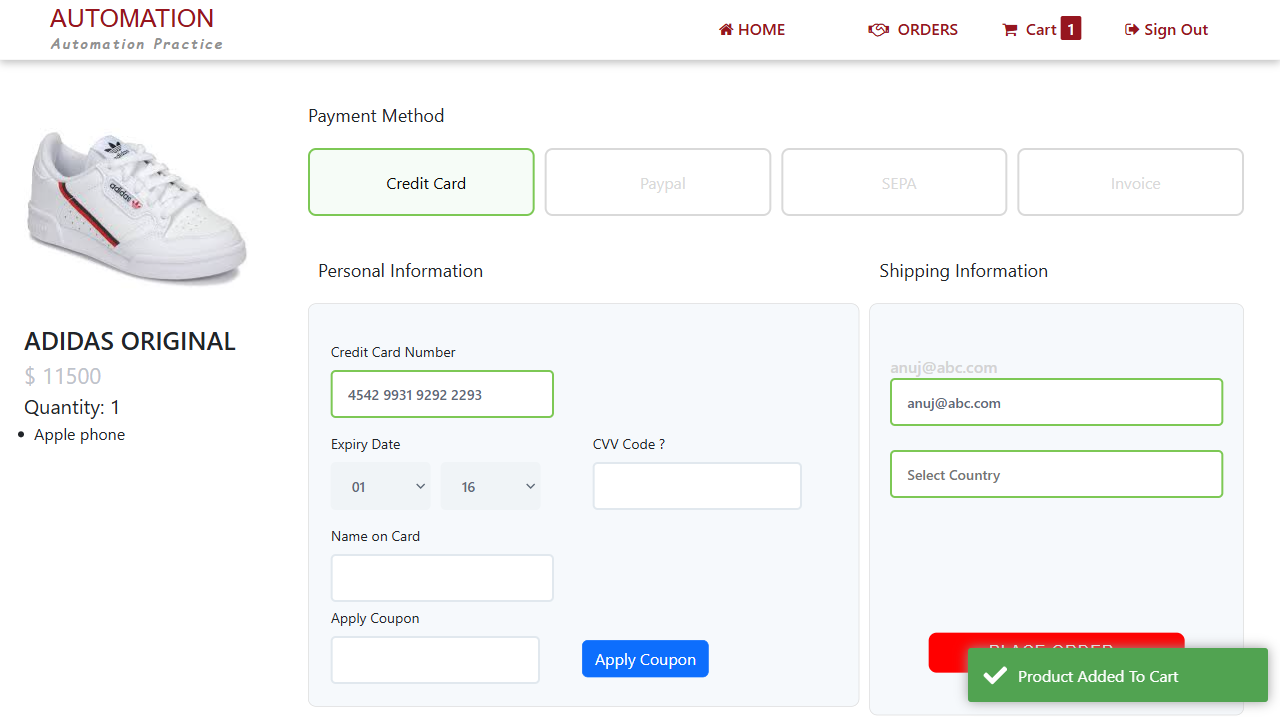 AUTOMATION
Automation Practice
HOME
ORDERS
Cart 1
Sign Out
adidas
ADIDAS ORIGINAL
$ 11500
Quantity: 1
Apple phone
Payment Method
Credit Card
Paypal
SEPA
Invoice
Personal Information
Credit Card Number
4542 9931 9292 2293
Expiry Date
CVV Code ?
01
16
Name on Card
Apply Coupon
Apply Coupon
Shipping Information
anuj@abc.com
anuj@abc.com
Select Country
PLACE ORDER
Product Added To Cart